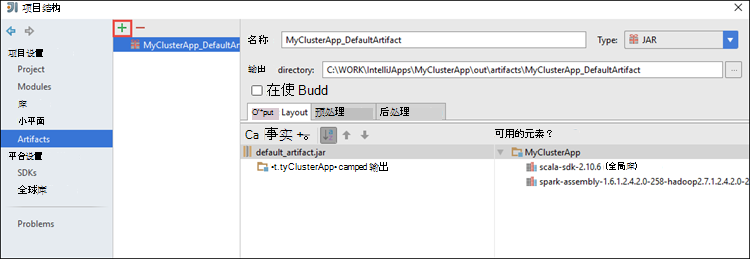 项目结构
项目设置
Project
Modules
库
小平面
Artifacts
平台设置
SDKs
全球库
Problems
MyClusterApp_DefaultAr
名称
MyClusterApp_DefaultArtifact
Type:
JAR
输出 directory:
C:\WORK\IntelliJApps\MyClusterApp\out\artifacts\MyClusterApp_DefaultArtifact
在使 Budd
Layout 预处理 后处理
Ca 事实
可用的元素？
default_artifact.jar
•t.tyClusterApp•camped 输出
MyClusterApp
scala-sdk-2.10.6 (全局库)
spark-assembly-1.6.1.2.4.2.0-258-hadoop2.7.1.2.4.2.0-2